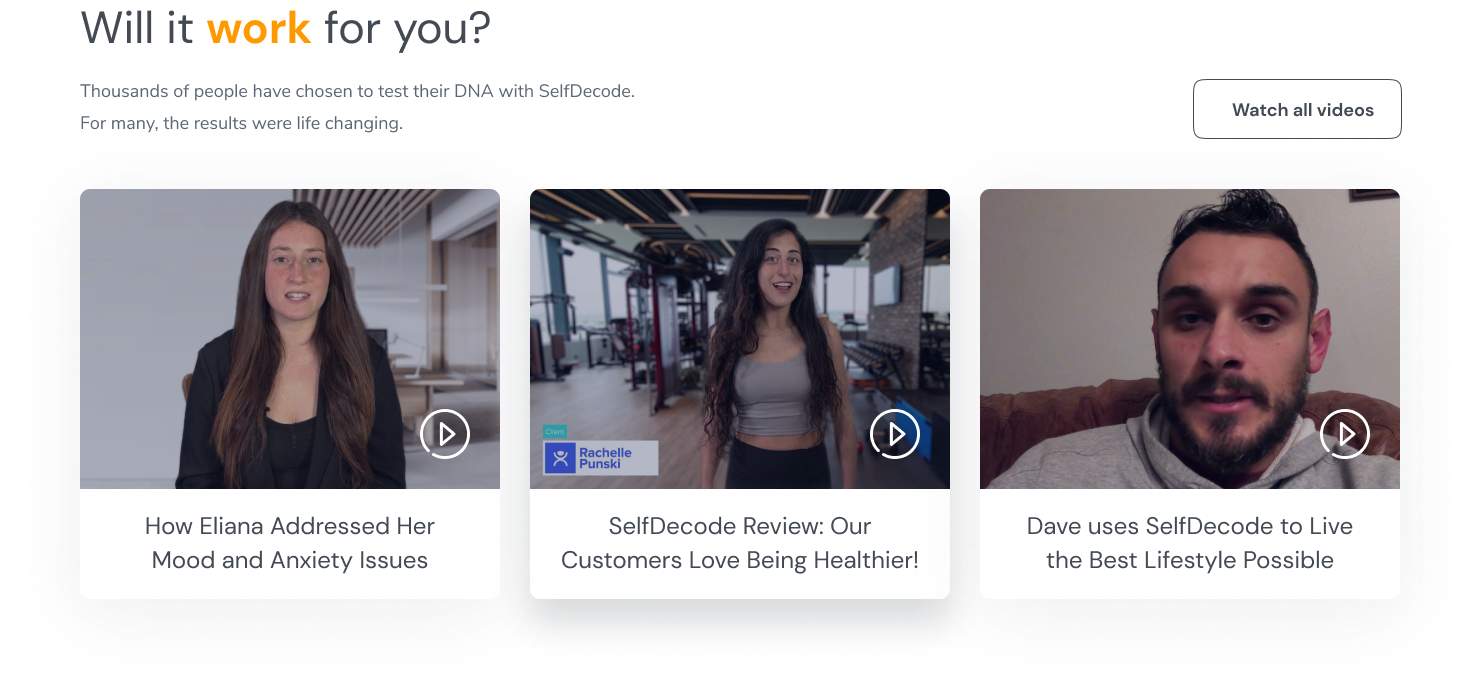 Will it work for you?
Thousands of people have chosen to test their DNA with SelfDecode.
For many, the results were life changing.
Watch all videos
Client
Rachelle
Punski
How Eliana Addressed Her
Mood and Anxiety Issues
SelfDecode Review: Our
Customers Love Being Healthier!
Dave uses SelfDecode to Live
the Best Lifestyle Possible